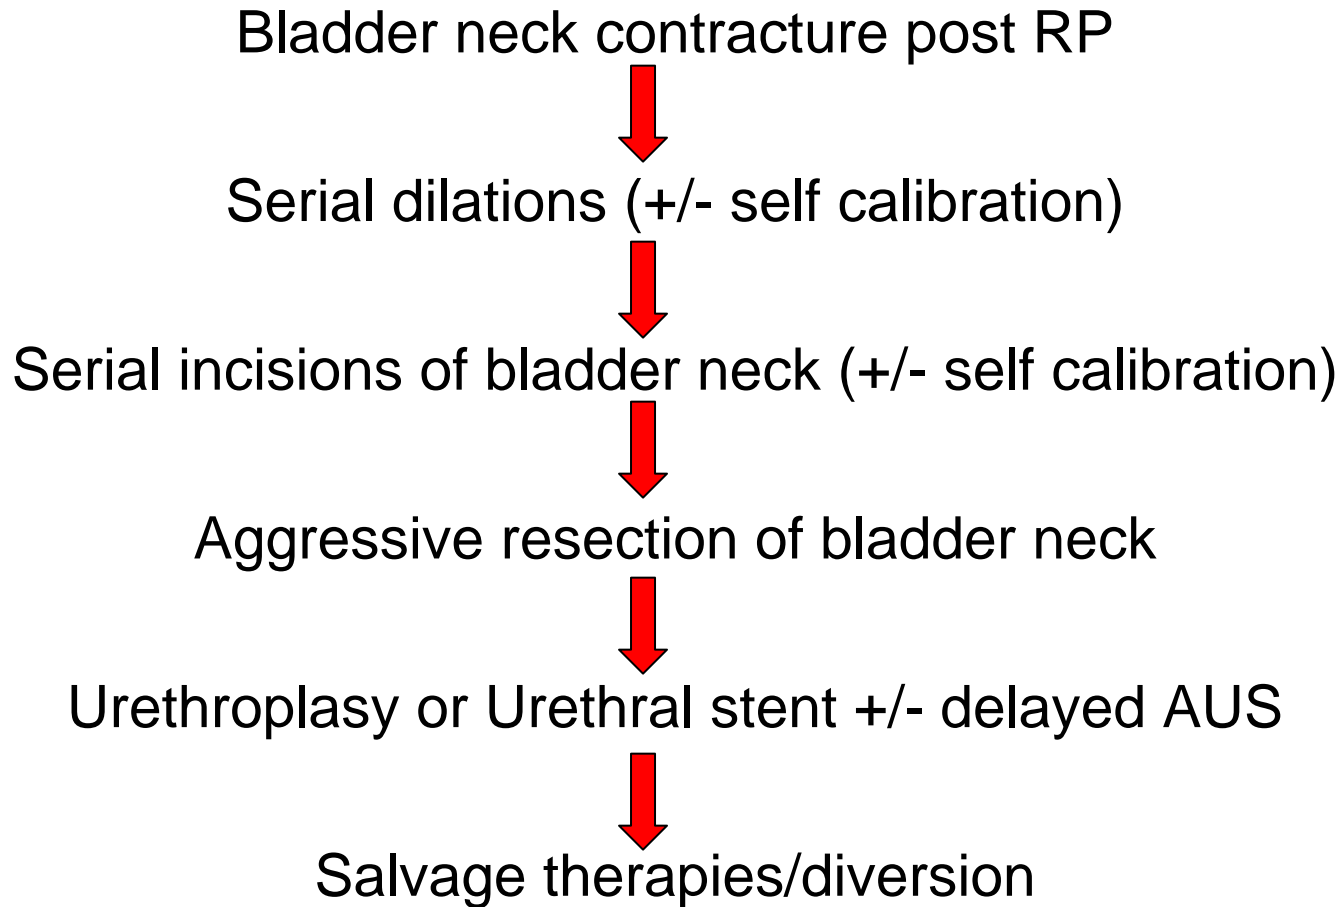 Bladder neck contracture post RP
Serial dilations (+/- self calibration)
Serial incisions of bladder neck (+/- self calibration)
Aggressive resection of bladder neck
Urethroplasy or Urethral stent +/- delayed AUS
Salvage therapies/diversion